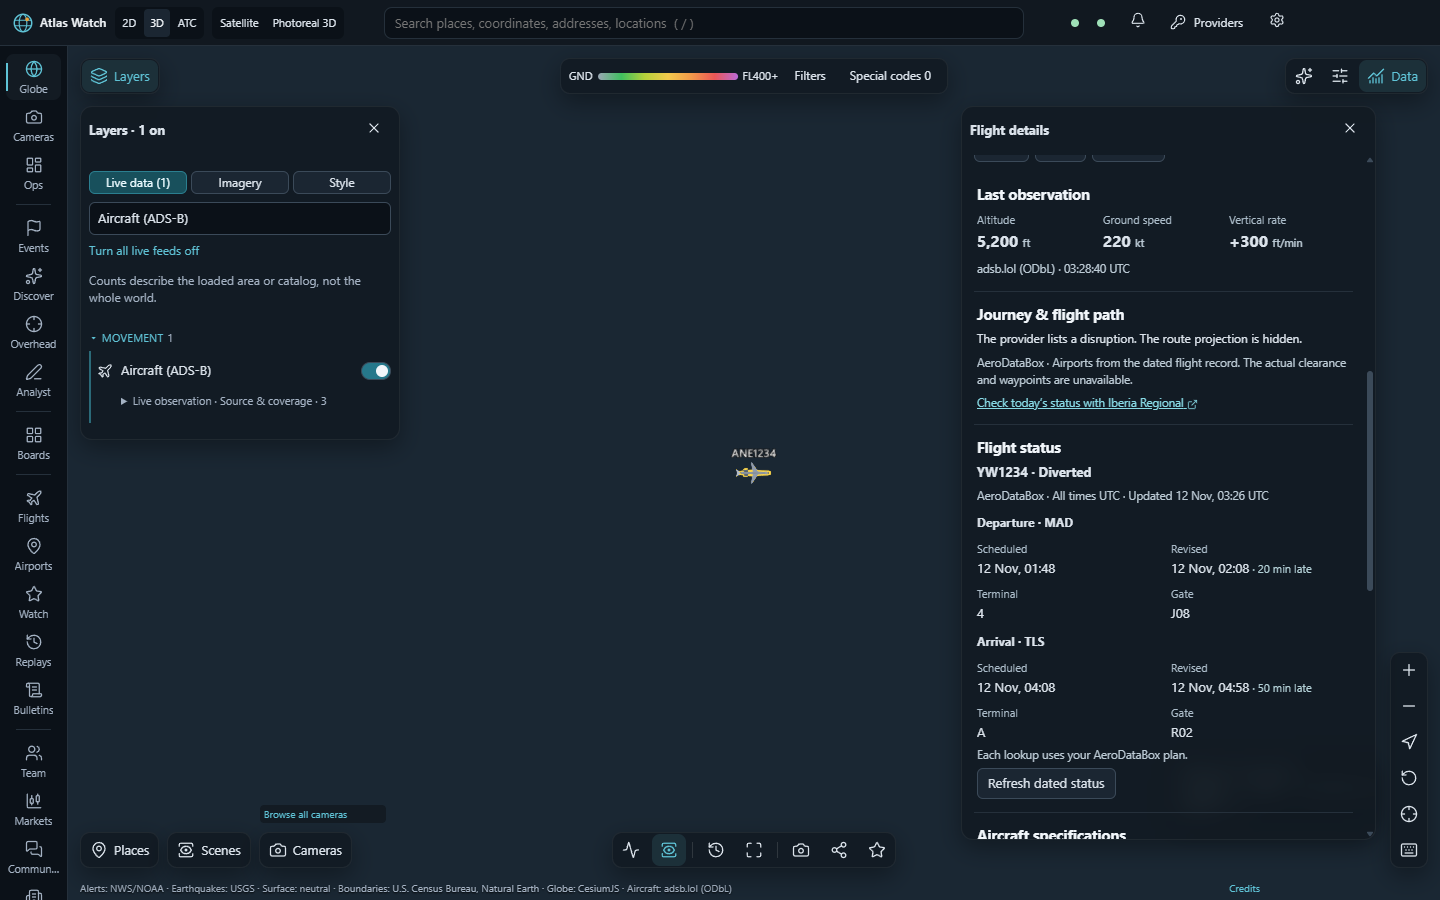 Atlas Watch
2D 3D ATC
Satellite Photoreal 3D
Search places, coordinates, addresses, locations ( / )
Providers
Globe
Cameras
Ops
Events
Discover
Overhead
Analyst
Boards
Flights
Airports
Watch
Replays
Bulletins
Team
Markets
Commun...
Layers
GND FL400+ Filters Special codes 0
Data
Layers · 1 on
Live data (1) Imagery Style
Aircraft (ADS-B)
Turn all live feeds off
Counts describe the loaded area or catalog, not the
whole world.
MOVEMENT 1
Aircraft (ADS-B)
Live observation · Source & coverage · 3
ANE1234
Flight details
Last observation
Altitude Ground speed Vertical rate
5,200 ft 220 kt +300 ft/min
adsb.lol (ODbL) · 03:28:40 UTC
Journey & flight path
The provider lists a disruption. The route projection is hidden.
AeroDataBox · Airports from the dated flight record. The actual clearance
and waypoints are unavailable.
Check today's status with Iberia Regional
Flight status
YW1234 · Diverted
AeroDataBox · All times UTC · Updated 12 Nov, 03:26 UTC
Departure · MAD
Scheduled Revised
12 Nov, 01:48 12 Nov, 02:08 · 20 min late
Terminal Gate
4 J08
Arrival · TLS
Scheduled Revised
12 Nov, 04:08 12 Nov, 04:58 · 50 min late
Terminal Gate
A R02
Each lookup uses your AeroDataBox plan.
Refresh dated status
Aircraft specifications
Browse all cameras
Places Scenes Cameras
Alerts: NWS/NOAA · Earthquakes: USGS · Surface: neutral · Boundaries: U.S. Census Bureau, Natural Earth · Globe: CesiumJS · Aircraft: adsb.lol (ODbL)
Credits